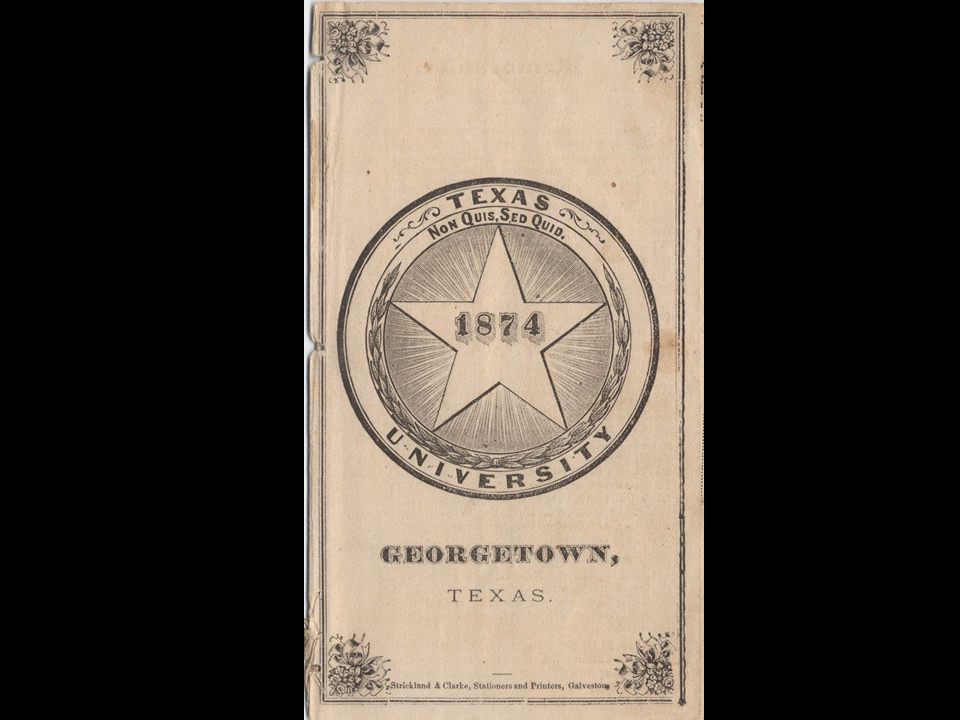 TEXAS
NON QUIS, SED QUID.
1874
UNIVERSITY
GEORGETOWN,
TEXAS.
Strickland & Clarke, Stationers and Printers, Galveston